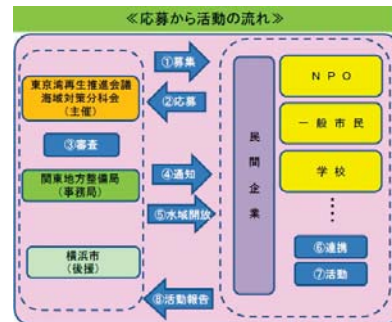 ≪応募から活動の流れ≫
東京湾再生推進会議
海域対策分科会
(主催)
③審査
関東地方整備局
(事務局)
横浜市
(後援)
①募集
②応募
④通知
⑤水域開放
⑧活動報告
民間企業
NPO
一般市民
学校
⑥連携
⑦活動